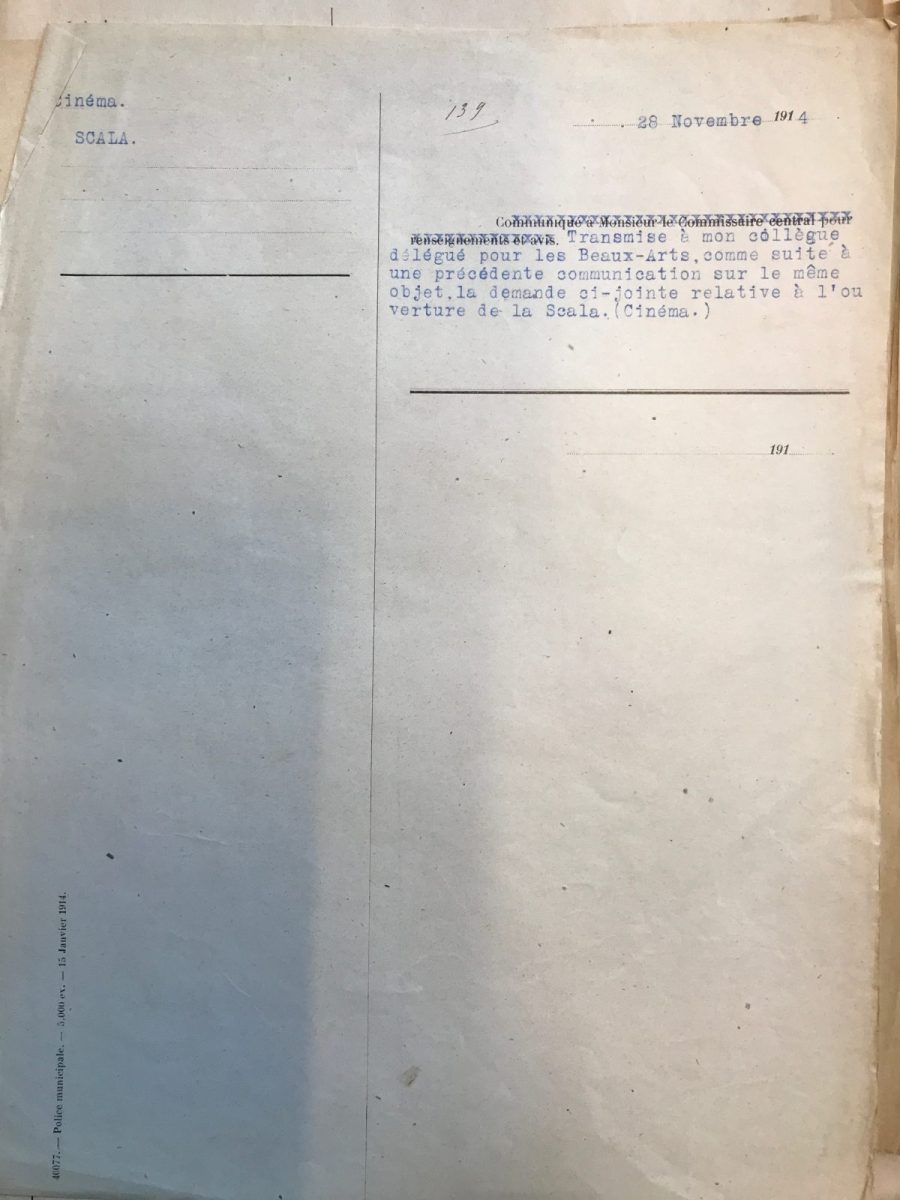 Cinéma.
SCALA.
139
28 Novembre 1914
Communiqué à Monsieur le Commissaire central pour
renseignements et avis. Transmise à mon collègue
délégué pour les Beaux-Arts,comme suite à
une précédente communication sur le même
objet,la demande ci-jointe relative à l'ou
verture de la Scala.(Cinéma.)
191
46077. — Police municipale. — 5.000 ex. — 15 Janvier 1914.